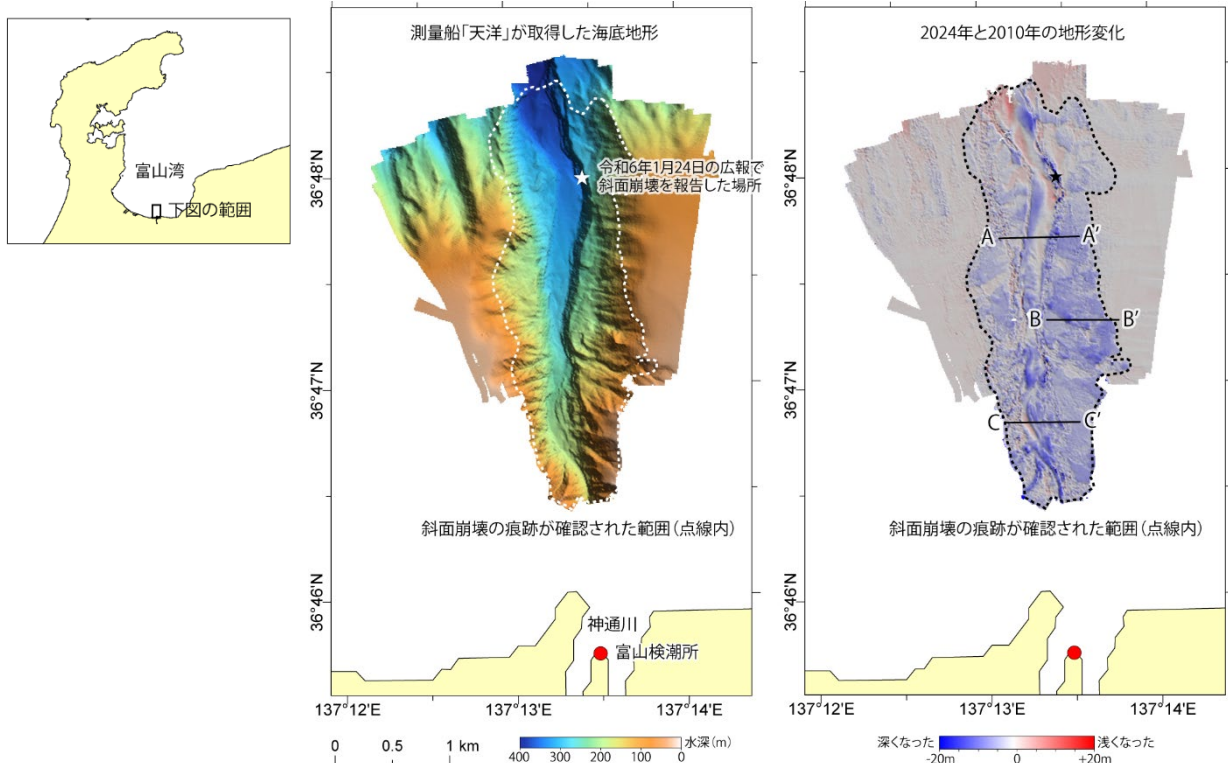 富山湾
下図の範囲
測量船「天洋」が取得した海底地形
36°48'N
36°47'N
36°46'N
令和6年1月24日の広報で
斜面崩壊を報告した場所
斜面崩壊の痕跡が確認された範囲(点線内)
神通川
富山検潮所
137°12'E
137°13'E
137°14'E
0
0.5
1 km
水深(m)
400
300
200
100
0
2024年と2010年の地形変化
36°48'N
36°47'N
36°46'N
A
A'
B
B'
C
C'
斜面崩壊の痕跡が確認された範囲(点線内)
137°12'E
137°13'E
137°14'E
深くなった
浅くなった
-20m
0
+20m